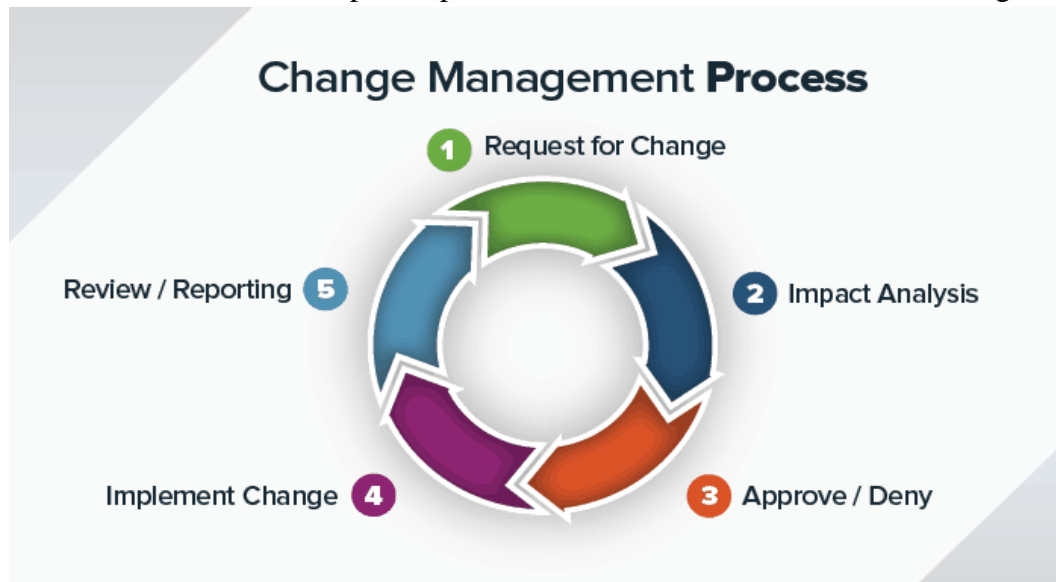 Change Management Process
1 Request for Change
2 Impact Analysis
3 Approve / Deny
4 Implement Change
5 Review / Reporting